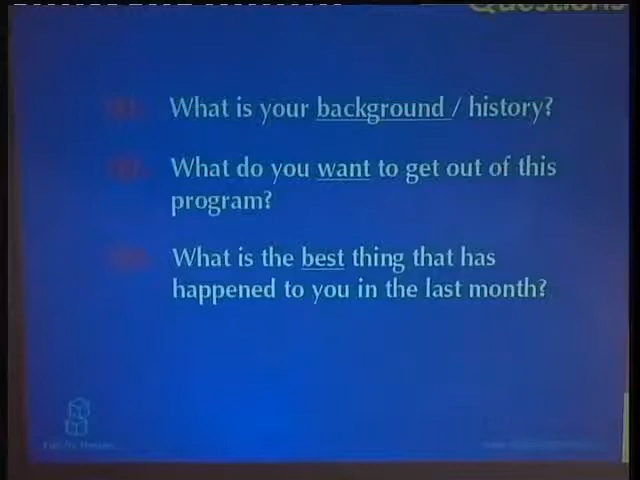 Questions
What is your background / history?
What do you want to get out of this
program?
What is the best thing that has
happened to you in the last month?